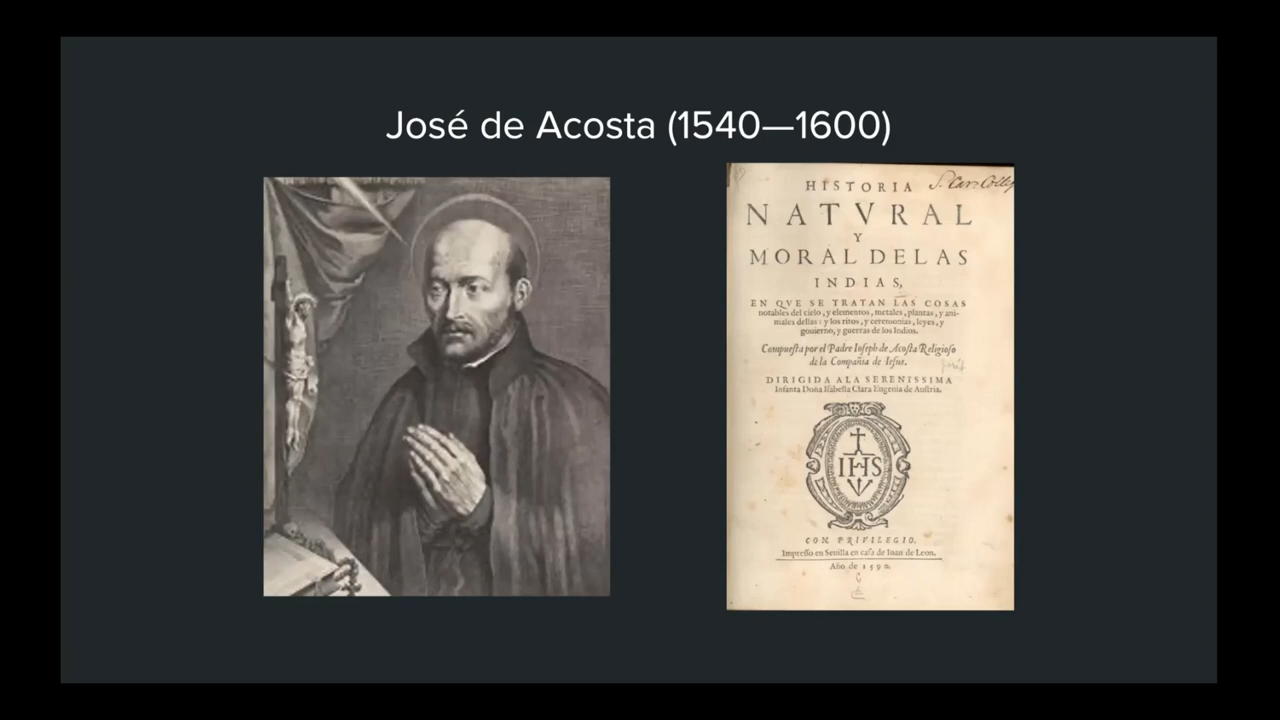 José de Acosta (1540—1600)
HISTORIA
NATVRAL
Y
MORAL DELAS
INDIAS,
EN QVE SE TRATAN LAS COSAS
notables del cielo, y elementos, metales, plantas, y ani-
males dellas: y los ritos, y ceremonias, leyes, y
gouierno, y guerras de los Indios.
Compuesta por el Padre Ioseph de Acosta Religioso
de la Compañia de Iesus.
DIRIGIDA ALA SERENISSIMA
Infanta Doña Isabella Clara Eugenia de Austria.
IHS
CON PRIVILEGIO.
Impresso en Seuilla en casa de Iuan de Leon.
Año de 1590.